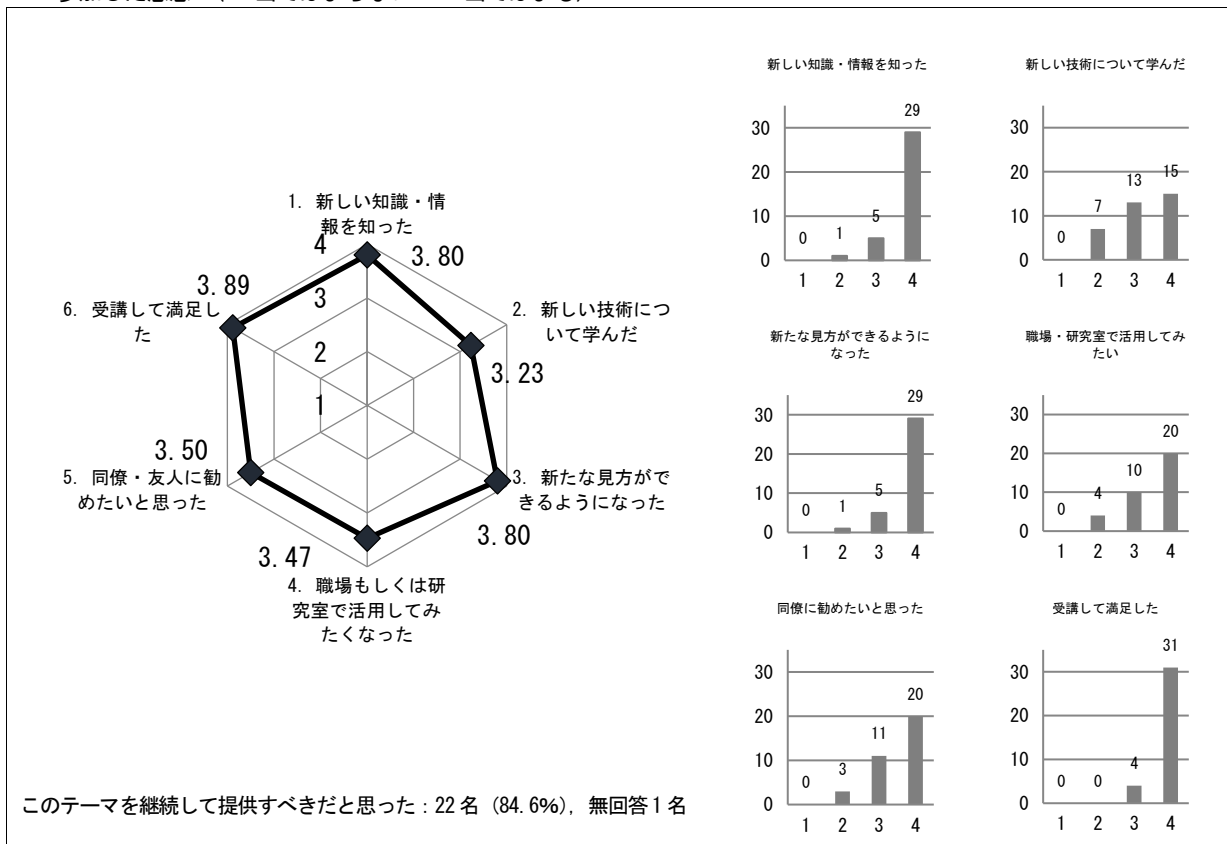 1. 新しい知識・情
報を知った
3.80
4
3
2
1
2. 新しい技術につ
いて学んだ
3.23
3. 新たな見方がで
きるようになった
3.80
4. 職場もしくは研
究室で活用してみ
たくなった
3.47
5. 同僚・友人に勧
めたいと思った
3.50
6. 受講して満足し
た
3.89
このテーマを継続して提供すべきだと思った：22名 (84.6%), 無回答1名
新しい知識・情報を知った
30
20
10
0
0 1 5 29
1 2 3 4
新しい技術について学んだ
30
20
10
0
0 7 13 15
1 2 3 4
新たな見方ができるように
なった
30
20
10
0
0 1 5 29
1 2 3 4
職場・研究室で活用してみ
たい
30
20
10
0
0 4 10 20
1 2 3 4
同僚に勧めたいと思った
30
20
10
0
0 3 11 20
1 2 3 4
受講して満足した
30
20
10
0
0 0 4 31
1 2 3 4